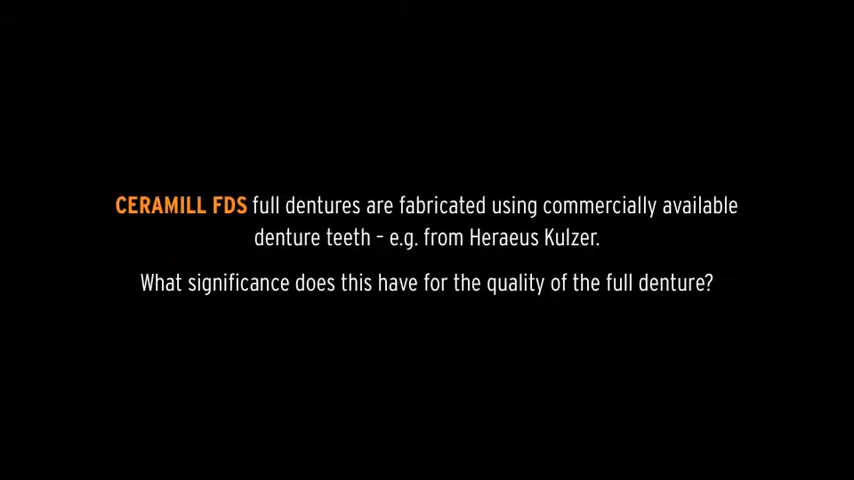 CERAMILL FDS full dentures are fabricated using commercially available
denture teeth – e.g. from Heraeus Kulzer.
What significance does this have for the quality of the full denture?